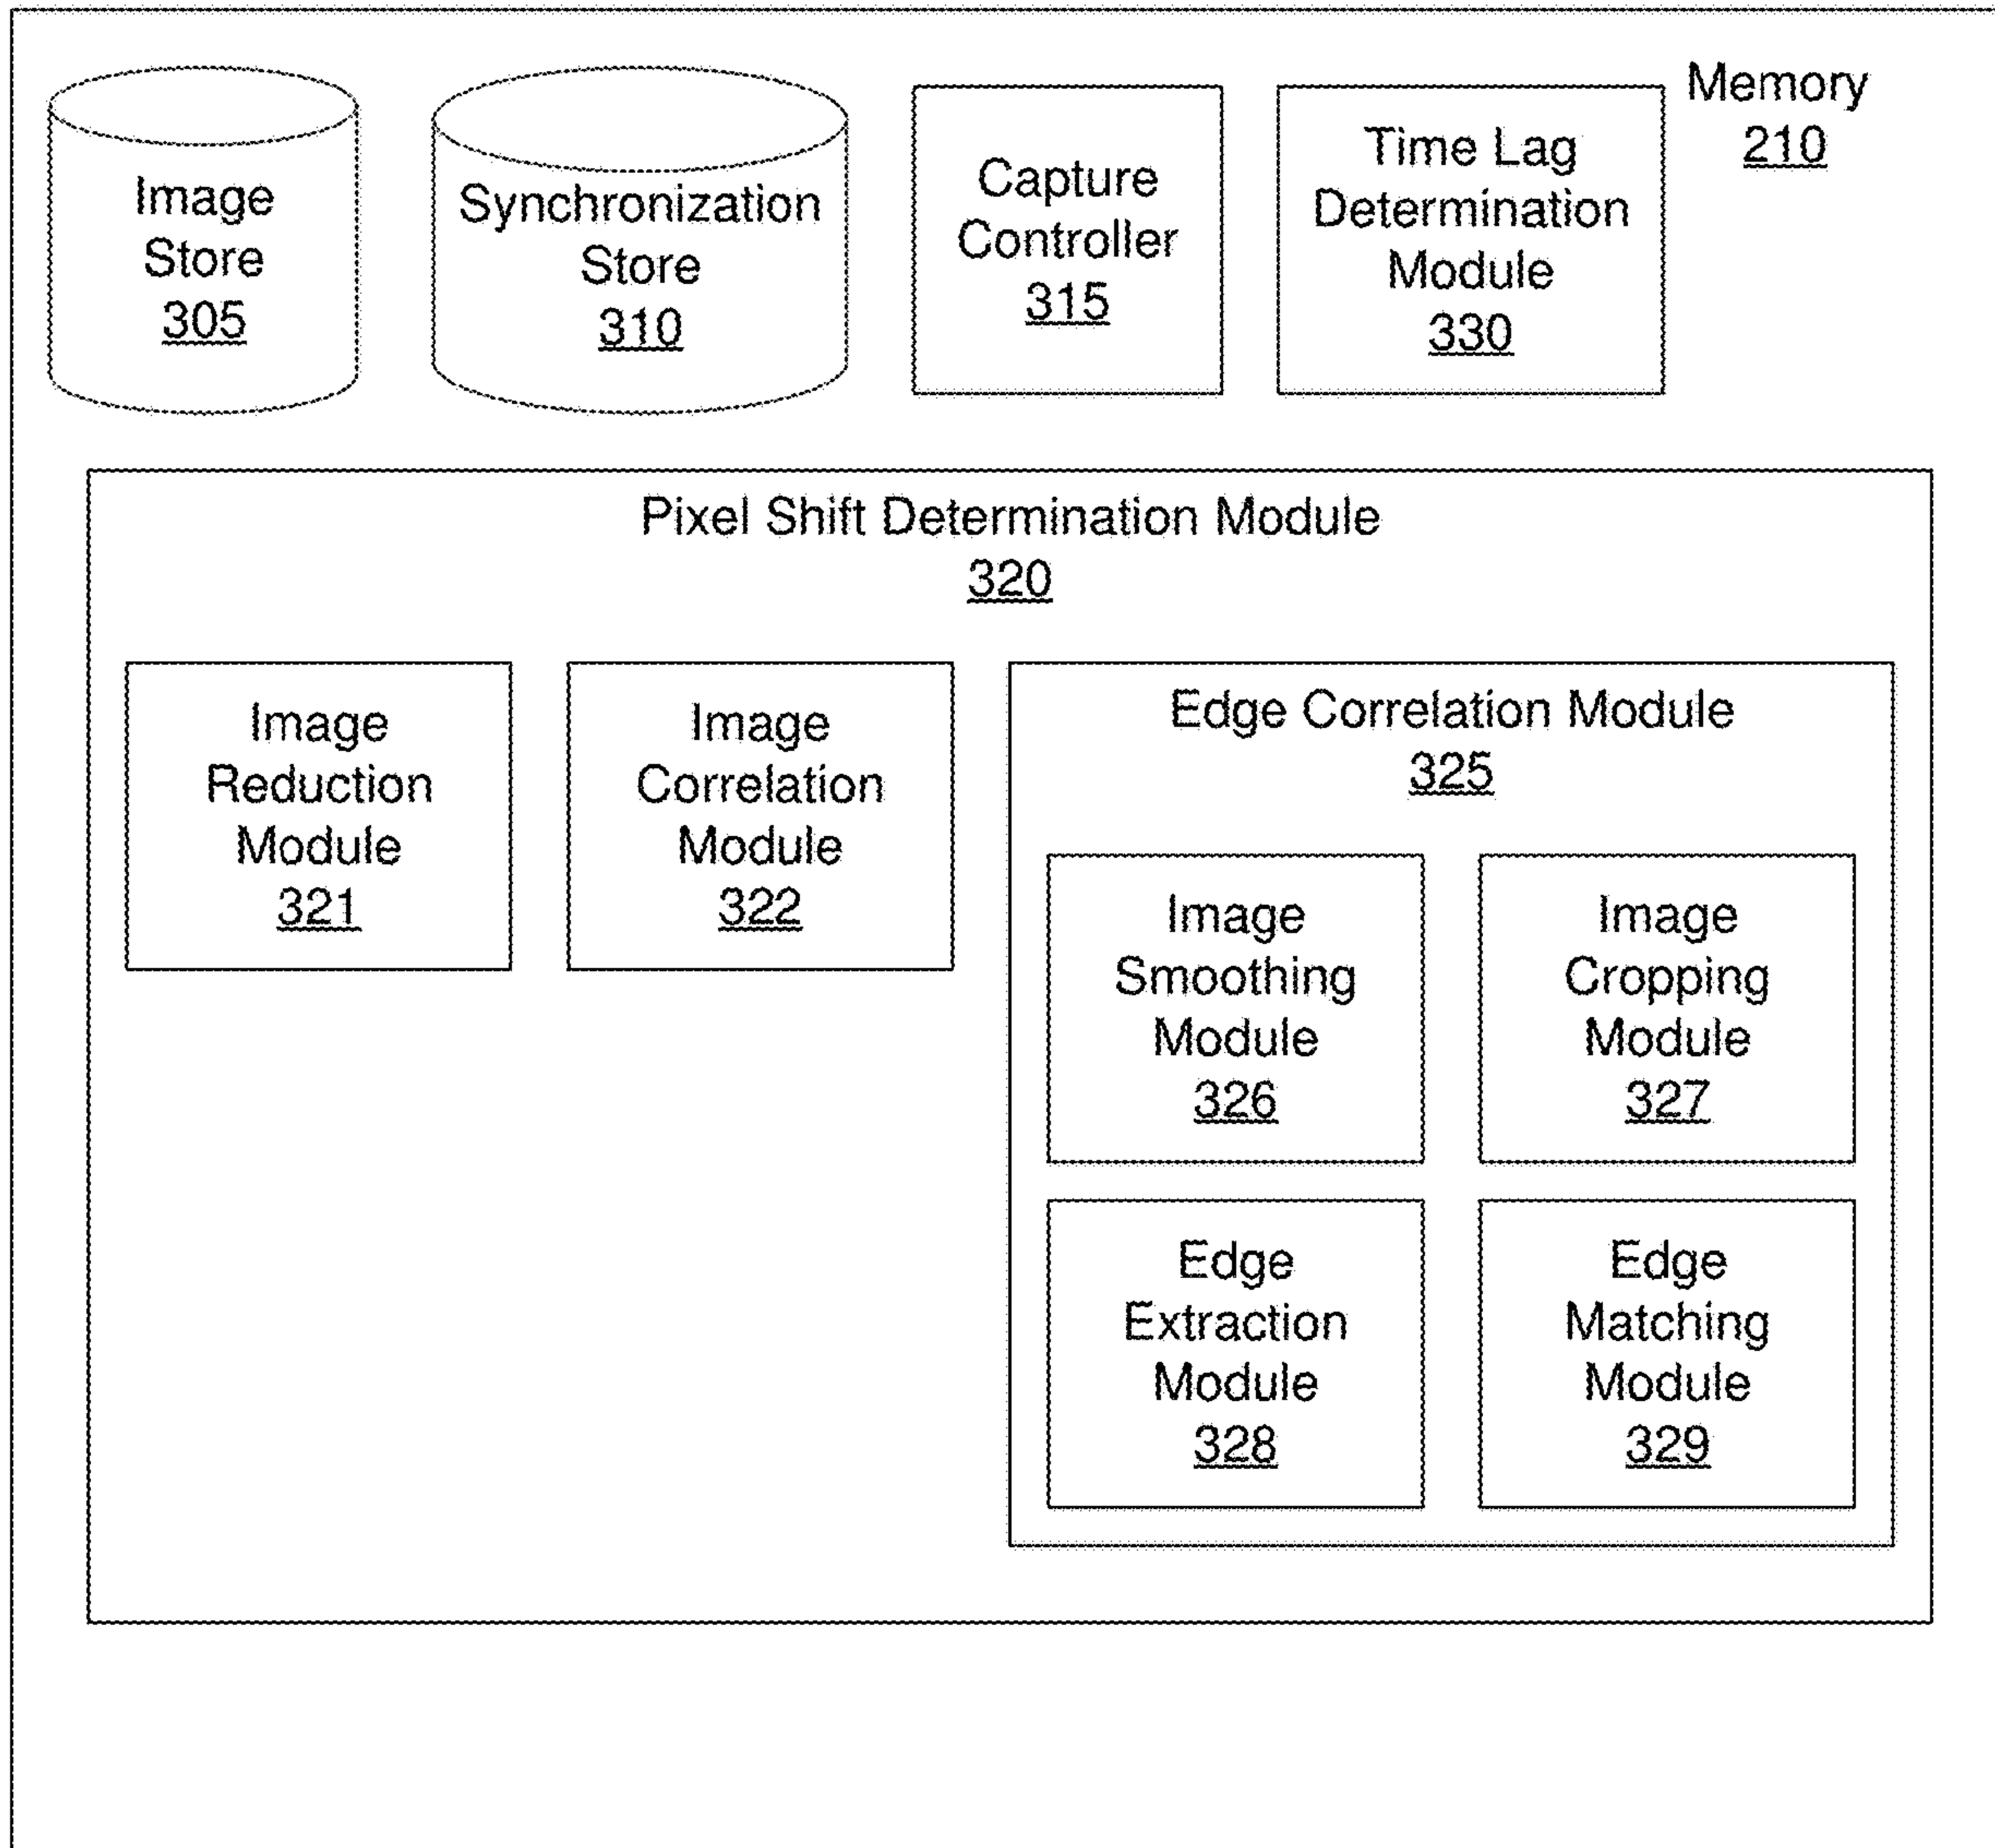 Memory
210
Image
Store
305
Synchronization
Store
310
Capture
Controller
315
Time Lag
Determination
Module
330
Pixel Shift Determination Module
320
Image
Reduction
Module
321
Image
Correlation
Module
322
Edge Correlation Module
325
Image
Smoothing
Module
326
Image
Cropping
Module
327
Edge
Extraction
Module
328
Edge
Matching
Module
329